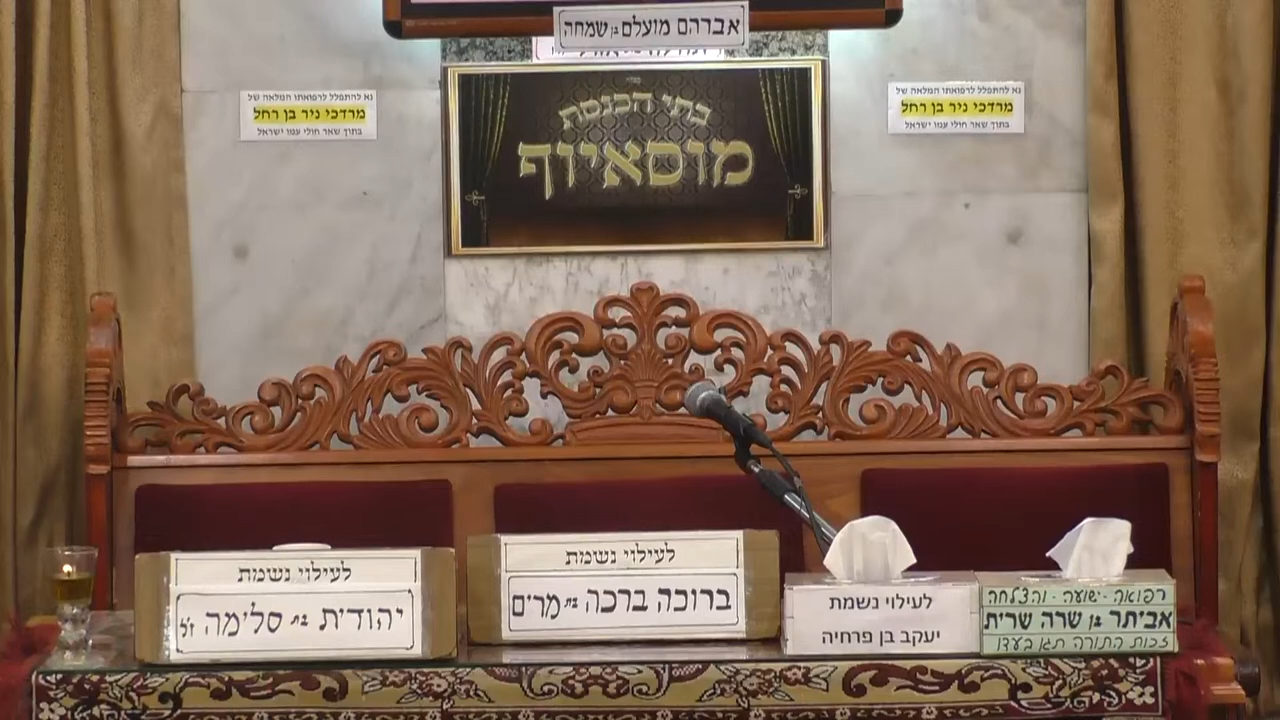 אברהם מועלם בן שמחה
בתי הכנסת
מוסאיוף
נא להתפלל לרפואתו המלאה של
מרדכי ניר בן רחל
בתוך שאר חולי עמו ישראל
נא להתפלל לרפואתו המלאה של
מרדכי ניר בן רחל
בתוך שאר חולי עמו ישראל
לעילוי נשמת
יהודית בת סלימה ז"ל
לעילוי נשמת
ברוכה ברכה בת מרים
לעילוי נשמת
יעקב בן פרחיה
רפואה - ישועה - והצלחה
אביתר בן שרה שרית
זכות התורה תגן בעדו